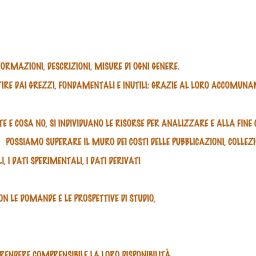 ORMAZIONI, DESCRIZIONI, MISURE DI OGNI GENERE.
IRE DAI GREZZI, FONDAMENTALI E INUTILI: GRAZIE AL LORO ACCOMUNA
TE E COSA NO, SI INDIVIDUANO LE RISORSE PER ANALIZZARE E ALLA FINE
POSSIAMO SUPERARE IL MURO DEI COSTI DELLE PUBBLICAZIONI, COLLEZI
I, I DATI SPERIMENTALI, I DATI DERIVATI
ON LE DOMANDE E LE PROSPETTIVE DI STUDIO,
RENDERE COMPRENSIBILE LA LORO DISPONIBILITÀ